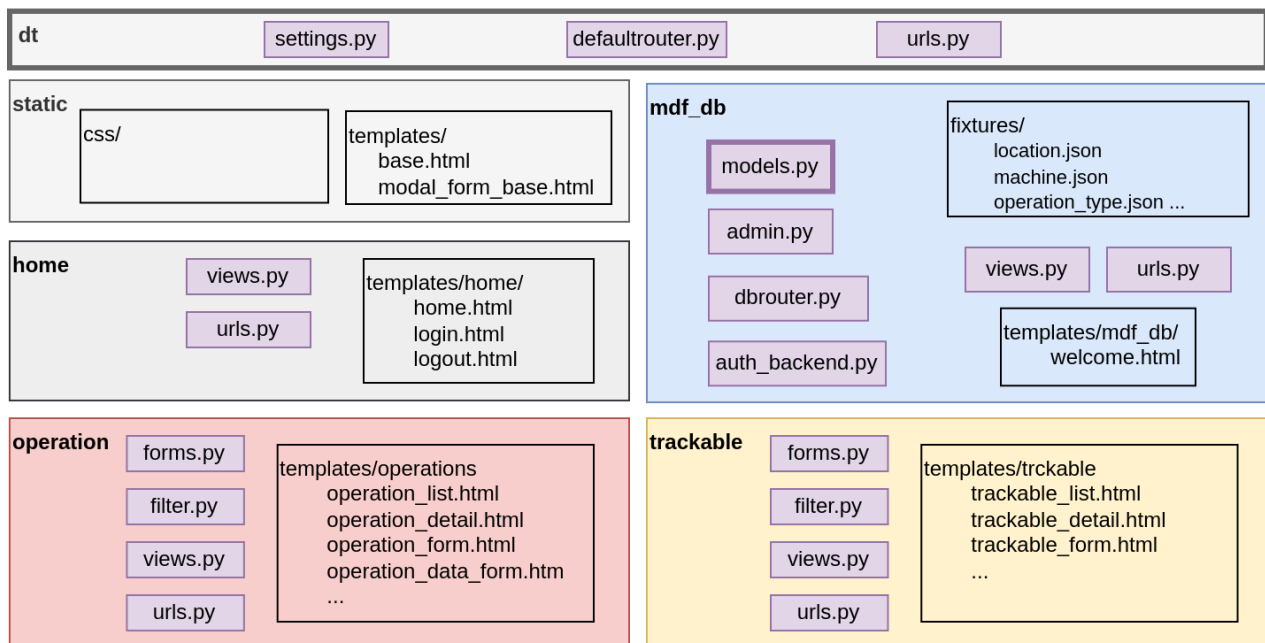 dt
settings.py
defaultrouter.py
urls.py
static
css/
templates/
base.html
modal_form_base.html
mdf_db
models.py
admin.py
dbrouter.py
auth_backend.py
fixtures/
location.json
machine.json
operation_type.json ...
views.py
urls.py
templates/mdf_db/
welcome.html
home
views.py
urls.py
templates/home/
home.html
login.html
logout.html
operation
forms.py
filter.py
views.py
urls.py
templates/operations
operation_list.html
operation_detail.html
operation_form.html
operation_data_form.htm
...
trackable
forms.py
filter.py
views.py
urls.py
templates/trckable
trackable_list.html
trackable_detail.html
trackable_form.html
...